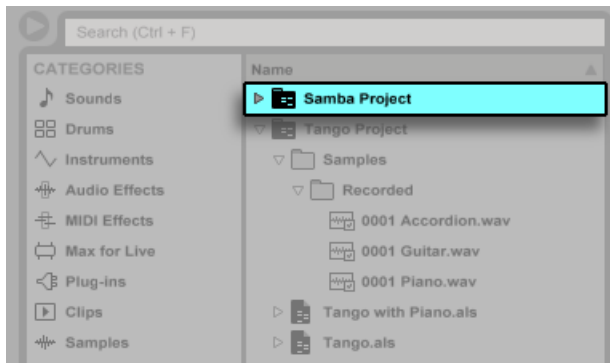 Search (Ctrl + F)
CATEGORIES
Sounds
Drums
Instruments
Audio Effects
MIDI Effects
Max for Live
Plug-ins
Clips
Samples
Name
Samba Project
Tango Project
Samples
Recorded
0001 Accordion.wav
0001 Guitar.wav
0001 Piano.wav
Tango with Piano.als
Tango.als